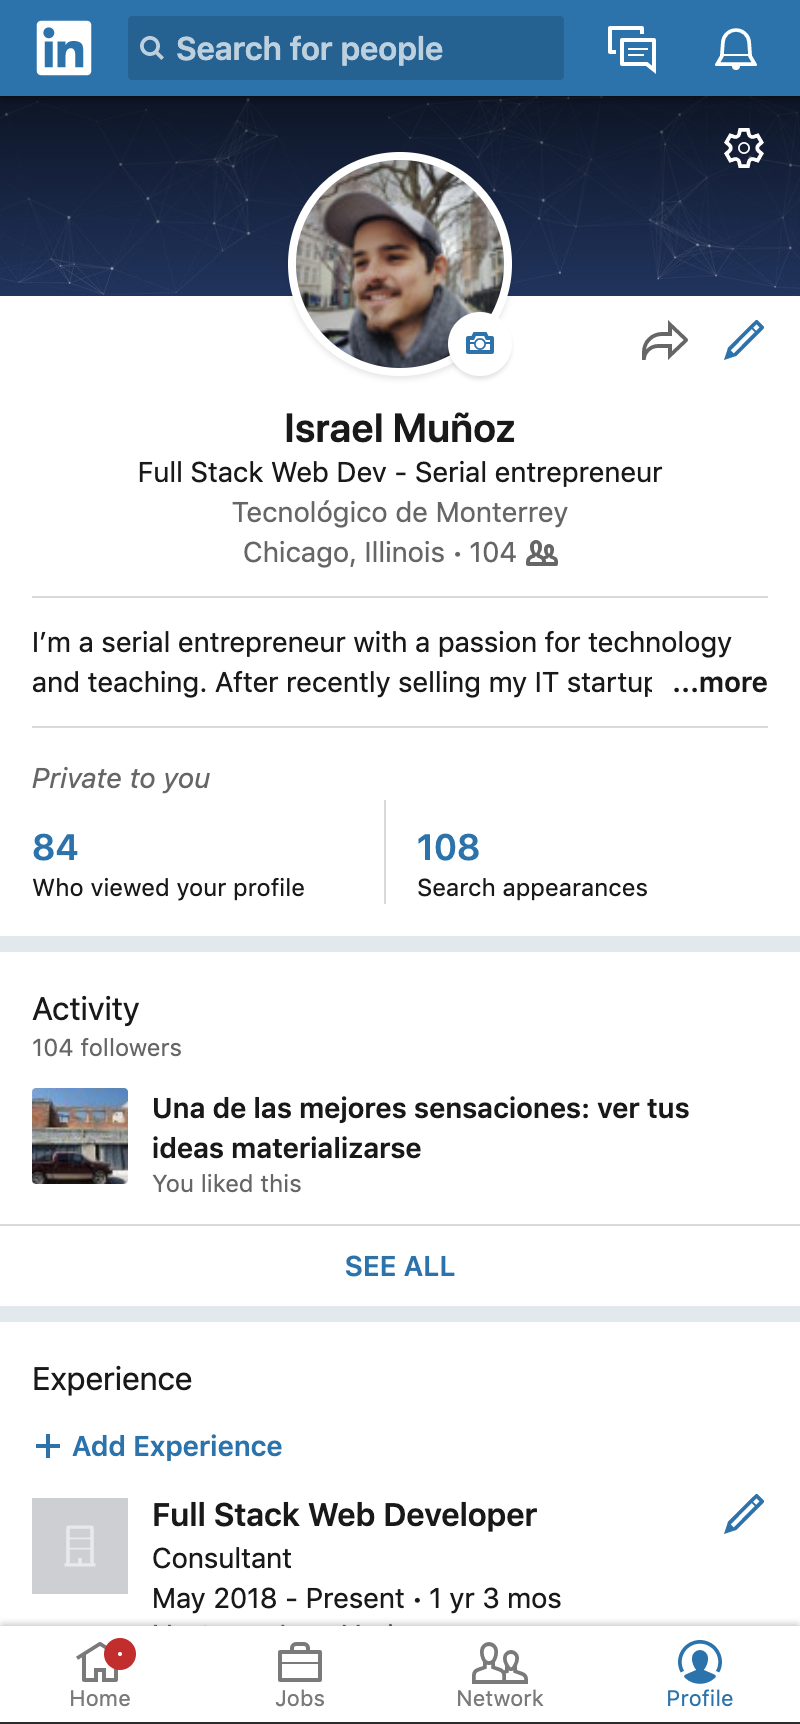 in
Search for people
Israel Muñoz
Full Stack Web Dev - Serial entrepreneur
Tecnológico de Monterrey
Chicago, Illinois • 104
I’m a serial entrepreneur with a passion for technology
and teaching. After recently selling my IT startup ...more
Private to you
84
Who viewed your profile
108
Search appearances
Activity
104 followers
Una de las mejores sensaciones: ver tus
ideas materializarse
You liked this
SEE ALL
Experience
+ Add Experience
Full Stack Web Developer
Consultant
May 2018 - Present • 1 yr 3 mos
Home
Jobs
Network
Profile